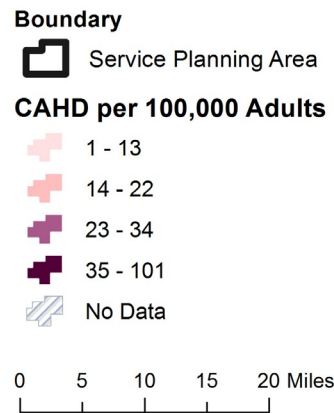 Boundary
Service Planning Area
CAHD per 100,000 Adults
1 - 13
14 - 22
23 - 34
35 - 101
No Data
0 5 10 15 20 Miles